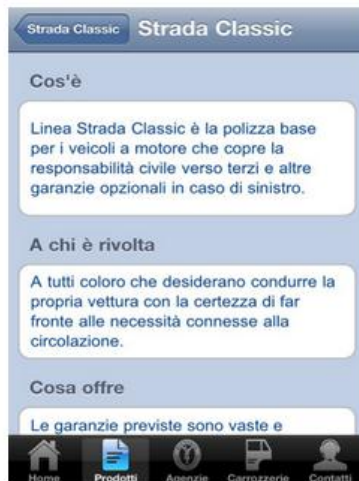 Strada Classic Strada Classic
Cos'è
Linea Strada Classic è la polizza base
per i veicoli a motore che copre la
responsabilità civile verso terzi e altre
garanzie opzionali in caso di sinistro.
A chi è rivolta
A tutti coloro che desiderano condurre la
propria vettura con la certezza di far
fronte alle necessità connesse alla
circolazione.
Cosa offre
Le garanzie previste sono vaste e
Home Prodotti Agenzie Carrozzerie Contatti